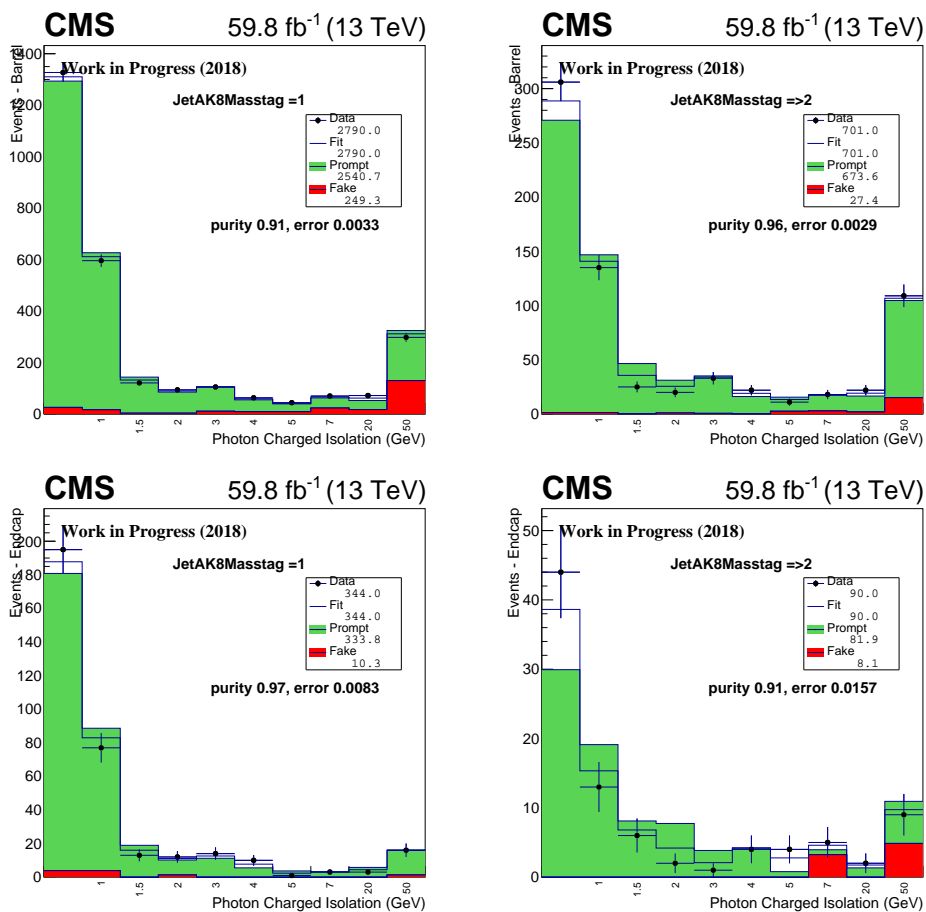 CMS 59.8 fb-1 (13 TeV)
Events - Barrel
Work in Progress (2018)
JetAK8Masstag =1
Data
2790.0
Fit
2790.0
Prompt
2540.7
Fake
249.3
purity 0.91, error 0.0033
1400
1200
1000
800
600
400
200
0
1 1.5 2 3 4 5 7 20 50
Photon Charged Isolation (GeV)
CMS 59.8 fb-1 (13 TeV)
Events - Barrel
Work in Progress (2018)
JetAK8Masstag =>2
Data
701.0
Fit
701.0
Prompt
673.6
Fake
27.4
purity 0.96, error 0.0029
300
250
200
150
100
50
0
1 1.5 2 3 4 5 7 20 50
Photon Charged Isolation (GeV)
CMS 59.8 fb-1 (13 TeV)
Events - Endcap
Work in Progress (2018)
JetAK8Masstag =1
Data
344.0
Fit
344.0
Prompt
333.8
Fake
10.3
purity 0.97, error 0.0083
200
180
160
140
120
100
80
60
40
20
0
1 1.5 2 3 4 5 7 20 50
Photon Charged Isolation (GeV)
CMS 59.8 fb-1 (13 TeV)
Events - Endcap
Work in Progress (2018)
JetAK8Masstag =>2
Data
90.0
Fit
90.0
Prompt
81.9
Fake
8.1
purity 0.91, error 0.0157
50
40
30
20
10
0
1 1.5 2 3 4 5 7 20 50
Photon Charged Isolation (GeV)